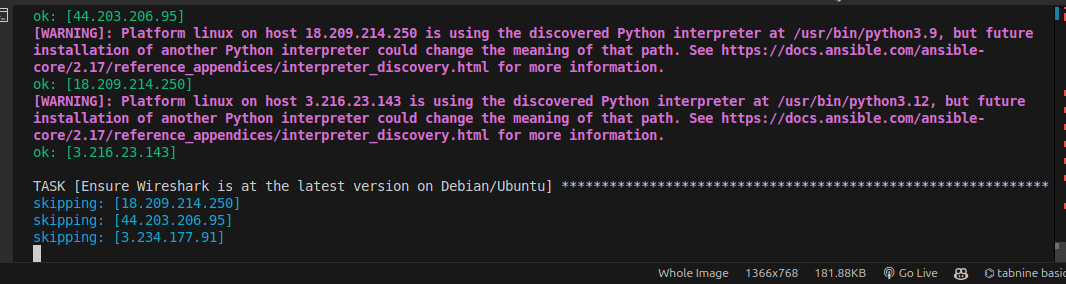 ok: [44.203.206.95]
[WARNING]: Platform linux on host 18.209.214.250 is using the discovered Python interpreter at /usr/bin/python3.9, but future
installation of another Python interpreter could change the meaning of that path. See https://docs.ansible.com/ansible-
core/2.17/reference_appendices/interpreter_discovery.html for more information.
ok: [18.209.214.250]
[WARNING]: Platform linux on host 3.216.23.143 is using the discovered Python interpreter at /usr/bin/python3.12, but future
installation of another Python interpreter could change the meaning of that path. See https://docs.ansible.com/ansible-
core/2.17/reference_appendices/interpreter_discovery.html for more information.
ok: [3.216.23.143]
TASK [Ensure Wireshark is at the latest version on Debian/Ubuntu] *************************************************************
skipping: [18.209.214.250]
skipping: [44.203.206.95]
skipping: [3.234.177.91]
Whole Image 1366x768 181.88KB Go Live tabnine basic